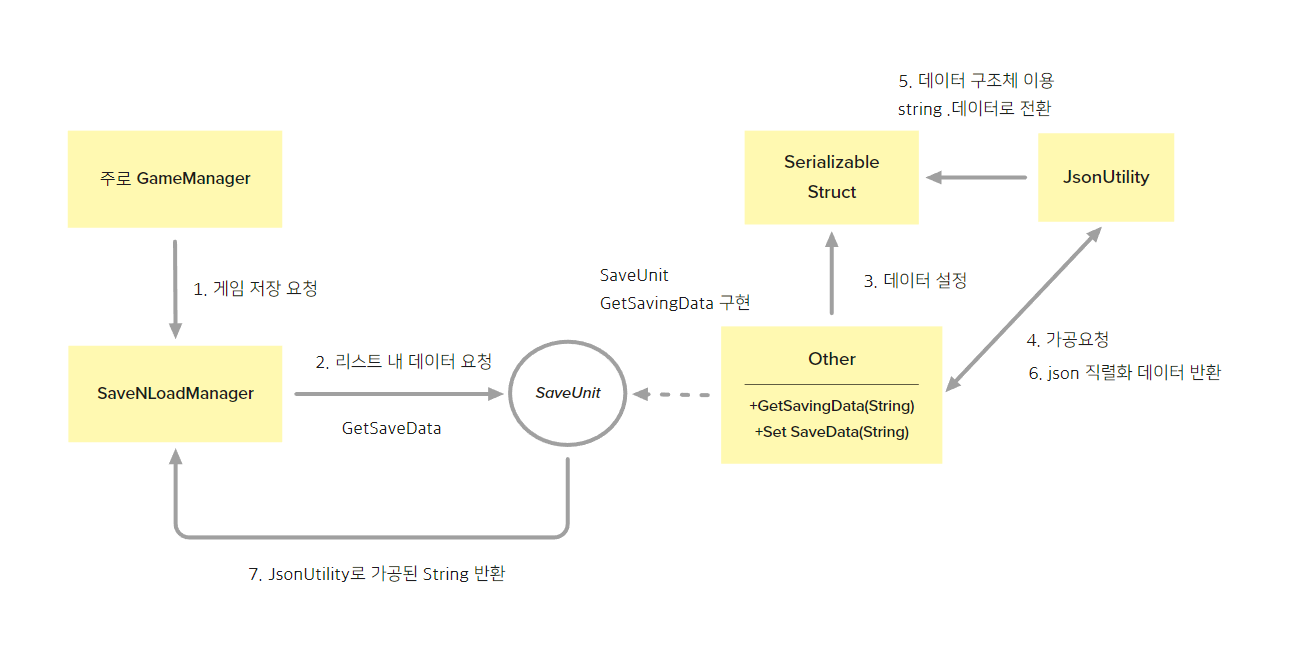 5. 데이터 구조체 이용
string .데이터로 전환
주로 GameManager
Serializable
Struct
JsonUtility
1. 게임 저장 요청
SaveUnit
GetSavingData 구현
3. 데이터 설정
4. 가공요청
6. json 직렬화 데이터 반환
SaveNLoadManager
2. 리스트 내 데이터 요청
GetSaveData
SaveUnit
Other
+GetSavingData(String)
+Set SaveData(String)
7. JsonUtility로 가공된 String 반환